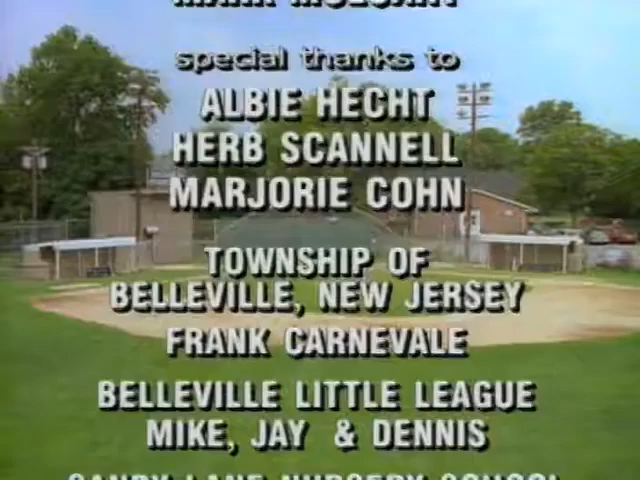 special thanks to
ALBIE HECHT
HERB SCANNELL
MARJORIE COHN
TOWNSHIP OF
BELLEVILLE, NEW JERSEY
FRANK CARNEVALE
BELLEVILLE LITTLE LEAGUE
MIKE, JAY & DENNIS